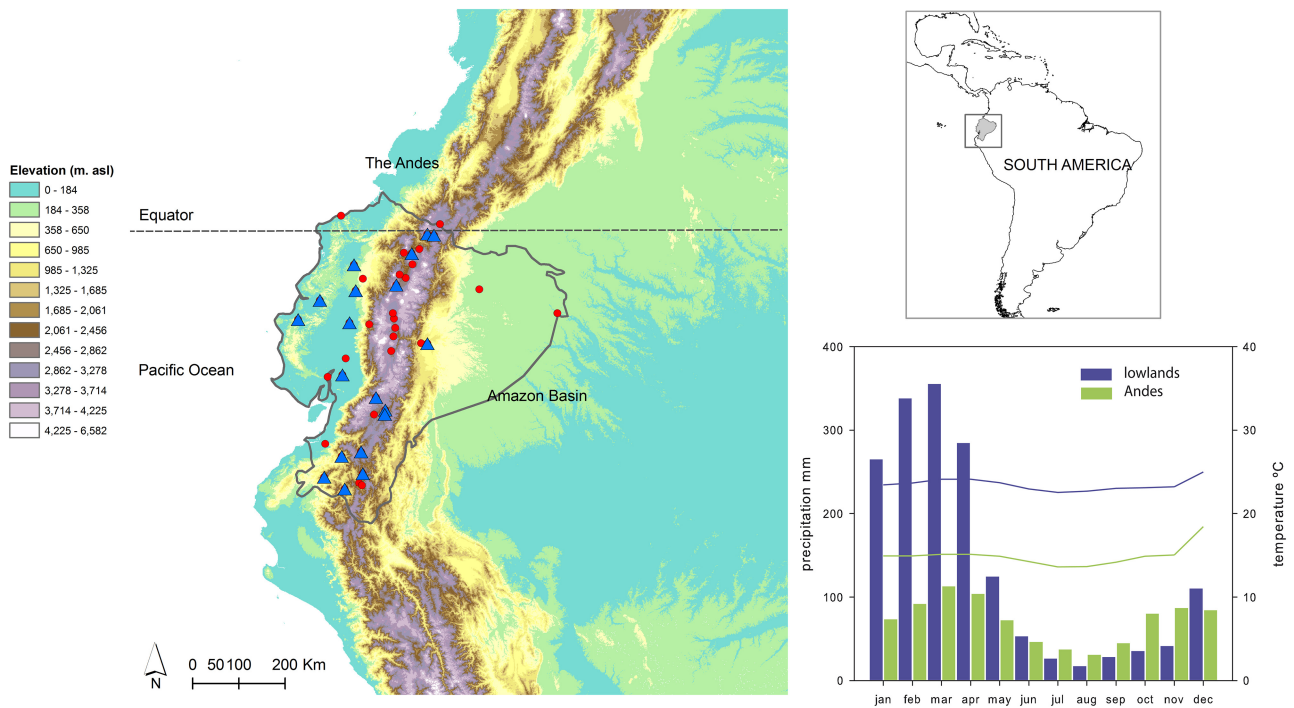 The Andes
Elevation (m. asl)
0 - 184
184 - 358
358 - 650
650 - 985
985 - 1,325
1,325 - 1,685
1,685 - 2,061
2,061 - 2,456
2,456 - 2,862
2,862 - 3,278
3,278 - 3,714
3,714 - 4,225
4,225 - 6,582
Equator
Pacific Ocean
Amazon Basin
N
0 50 100 200 Km
SOUTH AMERICA
400
300
200
100
0
precipitation mm
lowlands
Andes
40
30
20
10
0
temperature ºC
jan feb mar apr may jun jul aug sep oct nov dec